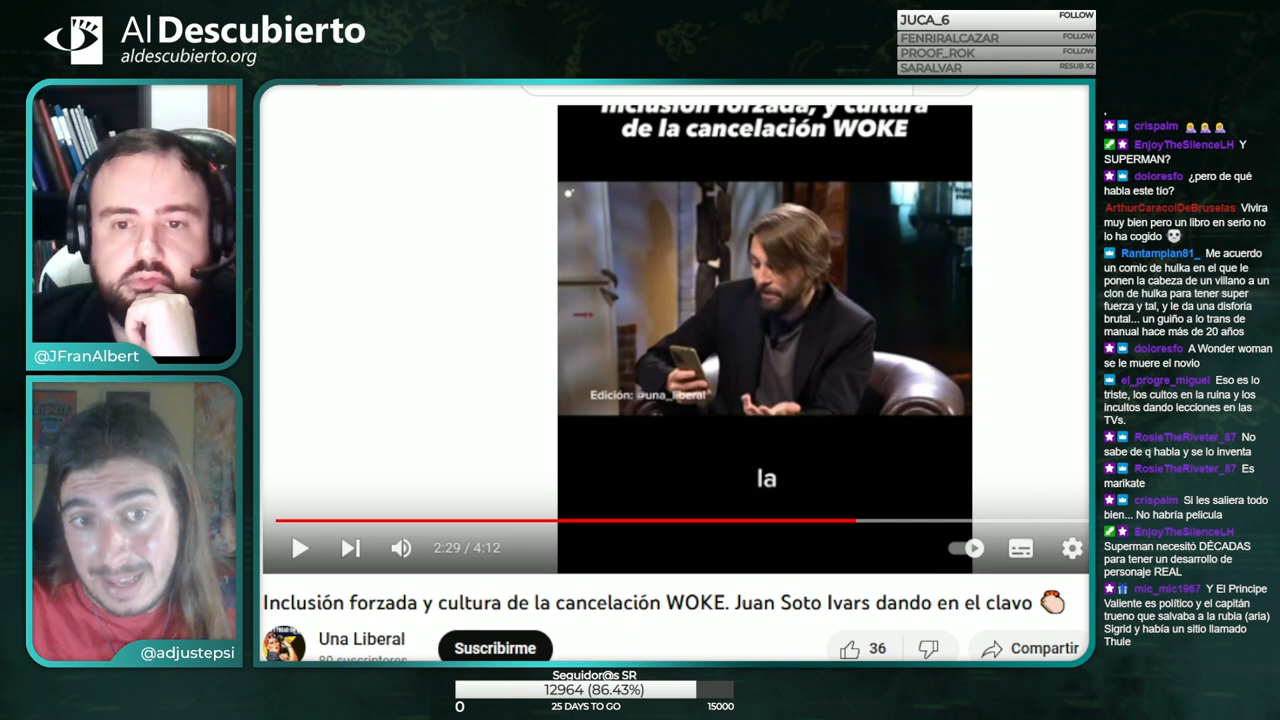 Al Descubierto
aldescubierto.org
JUCA_6 FOLLOW
FENRIRALCAZAR FOLLOW
PROOF_ROK FOLLOW
SARALVAR RESUB X2
Inclusión forzada, y cultura
de la cancelación WOKE
Edición: @una_liberal
la
2:29 / 4:12
Inclusión forzada y cultura de la cancelación WOKE. Juan Soto Ivars dando en el clavo
Una Liberal
80 suscriptores
Suscribirme
36
Compartir
@JFranAlbert
@adjustepsi
crispalm
EnjoyTheSilenceLH Y
SUPERMAN?
doloresfo ¿pero de qué
habla este tío?
ArthurCaracolDeBruselas Vivira
muy bien pero un libro en serio no
lo ha cogido
Rantamplan81_ Me acuerdo
un comic de hulka en el que le
ponen la cabeza de un villano a un
clon de hulka para tener super
fuerza y tal, y le da una disforia
brutal... un guiño a lo trans de
manual hace más de 20 años
doloresfo A Wonder woman
se le muere el novio
el_progre_miguel Eso es lo
triste, los cultos en la ruina y los
incultos dando lecciones en las
TVs.
RosieTheRiveter_87 No
sabe de q habla y se lo inventa
RosieTheRiveter_87 Es
marikate
crispalm Si les saliera todo
bien... No habría película
EnjoyTheSilenceLH
Superman necesitó DÉCADAS
para tener un desarrollo de
personaje REAL
mic_mic1967 Y El Principe
Valiente es político y el capitán
trueno que salvaba a la rubia (aria)
Sigrid y había un sitio llamado
Thule
Seguidor@s SR
12964 (86.43%)
0 25 DAYS TO GO 15000